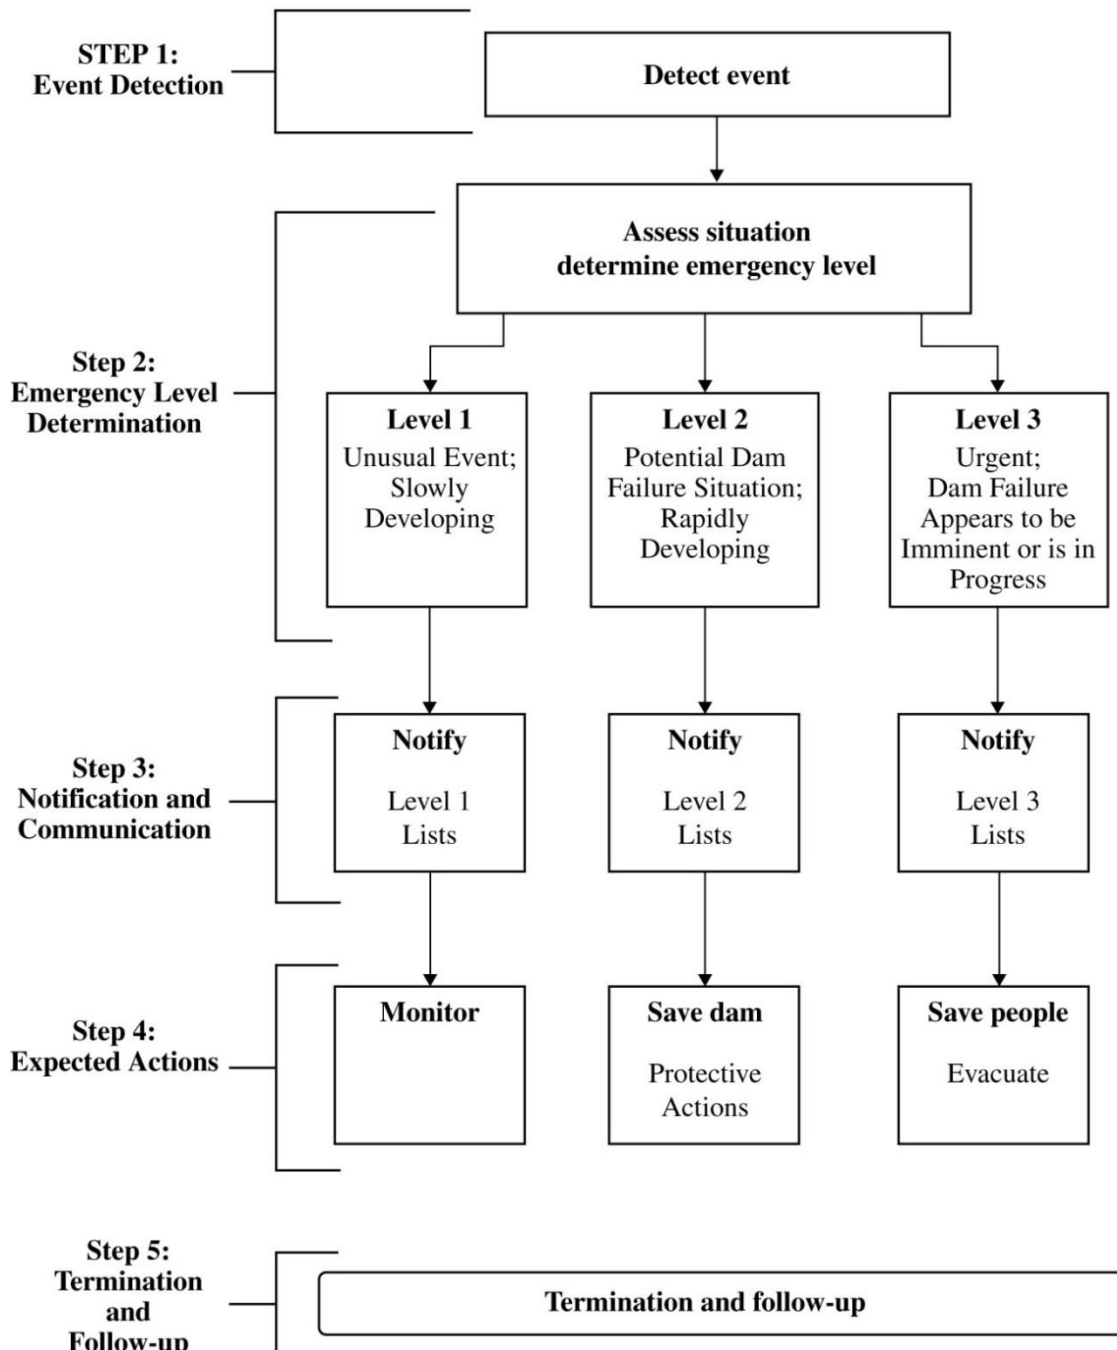 STEP 1:
Event Detection
Detect event
Assess situation
determine emergency level
Step 2:
Emergency Level
Determination
Level 1
Unusual Event;
Slowly
Developing
Level 2
Potential Dam
Failure Situation;
Rapidly
Developing
Level 3
Urgent;
Dam Failure
Appears to be
Imminent or is in
Progress
Step 3:
Notification and
Communication
Notify
Level 1
Lists
Notify
Level 2
Lists
Notify
Level 3
Lists
Step 4:
Expected Actions
Monitor
Save dam
Protective
Actions
Save people
Evacuate
Step 5:
Termination
and
Follow-up
Termination and follow-up